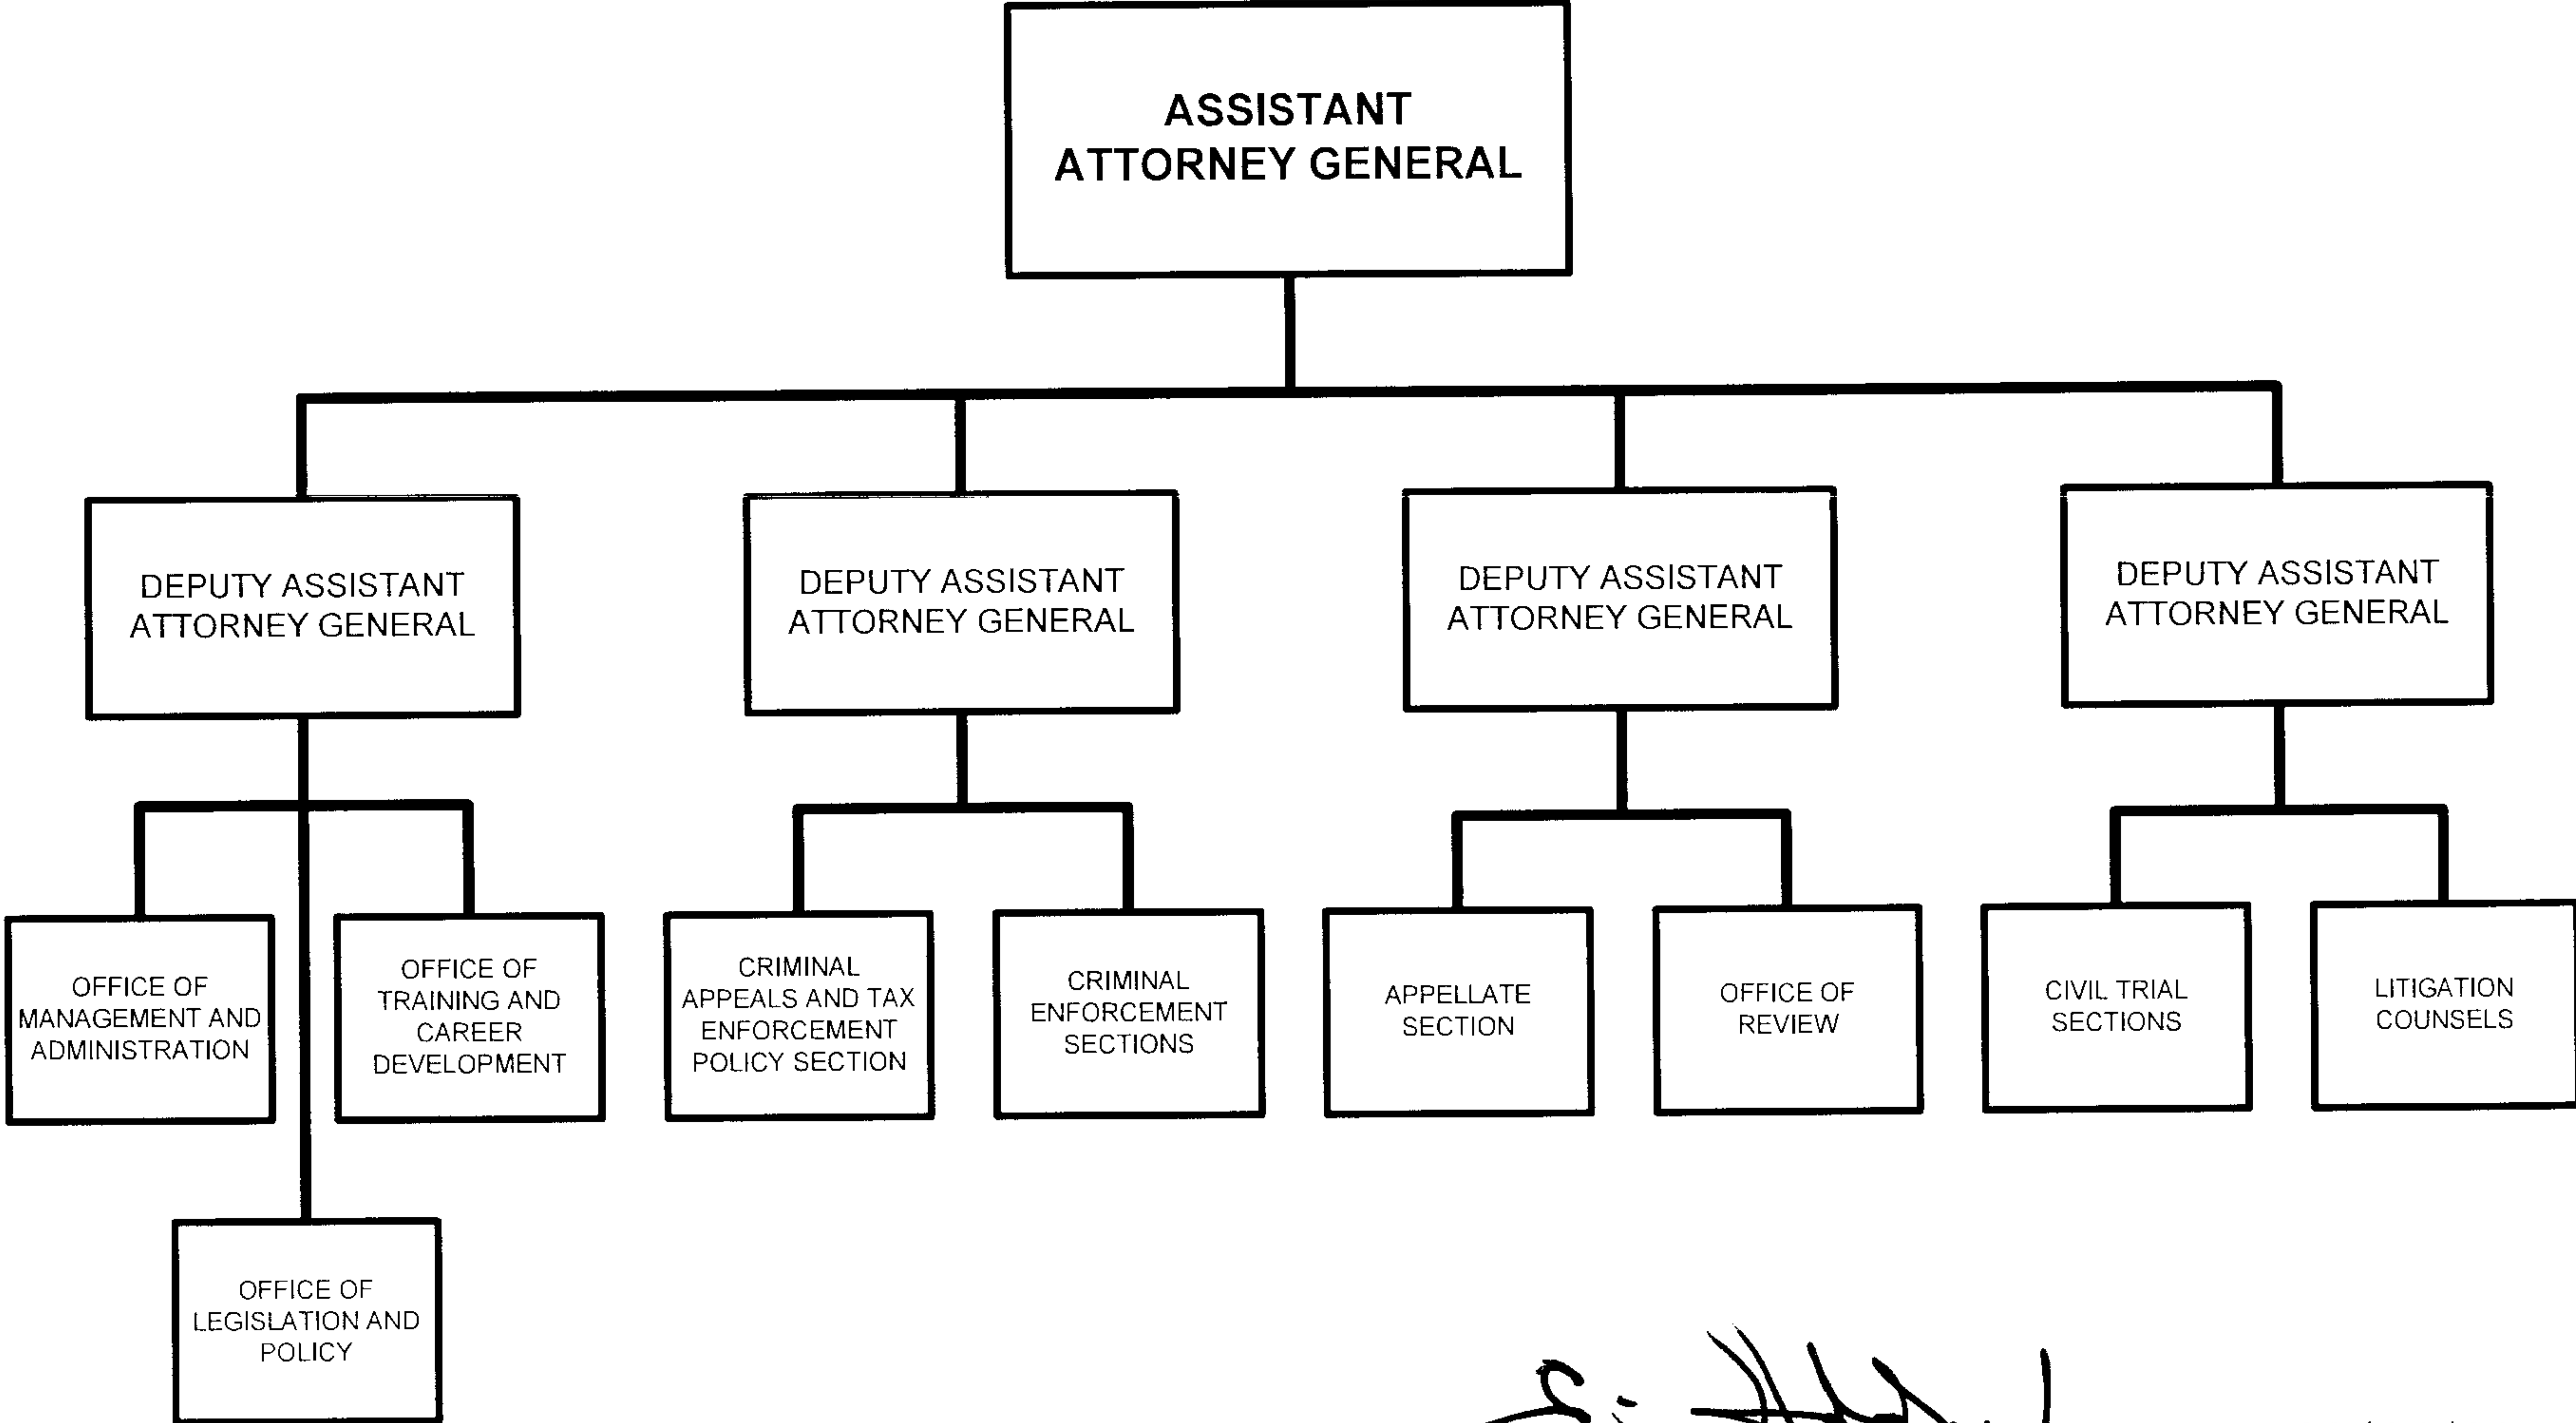 ASSISTANT
ATTORNEY GENERAL
DEPUTY ASSISTANT
ATTORNEY GENERAL
DEPUTY ASSISTANT
ATTORNEY GENERAL
DEPUTY ASSISTANT
ATTORNEY GENERAL
DEPUTY ASSISTANT
ATTORNEY GENERAL
OFFICE OF
MANAGEMENT AND
ADMINISTRATION
OFFICE OF
TRAINING AND
CAREER
DEVELOPMENT
CRIMINAL
APPEALS AND TAX
ENFORCEMENT
POLICY SECTION
CRIMINAL
ENFORCEMENT
SECTIONS
APPELLATE
SECTION
OFFICE OF
REVIEW
CIVIL TRIAL
SECTIONS
LITIGATION
COUNSELS
OFFICE OF
LEGISLATION AND
POLICY